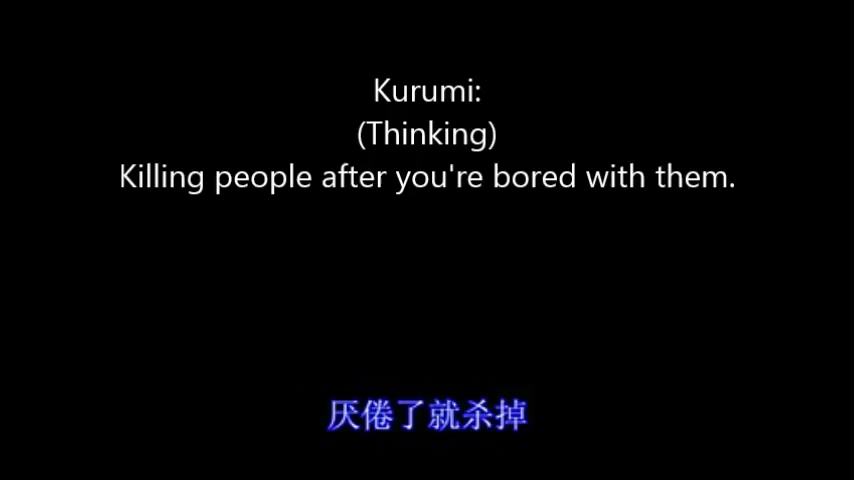 Kurumi:
(Thinking)
Killing people after you're bored with them.
厌倦了就杀掉